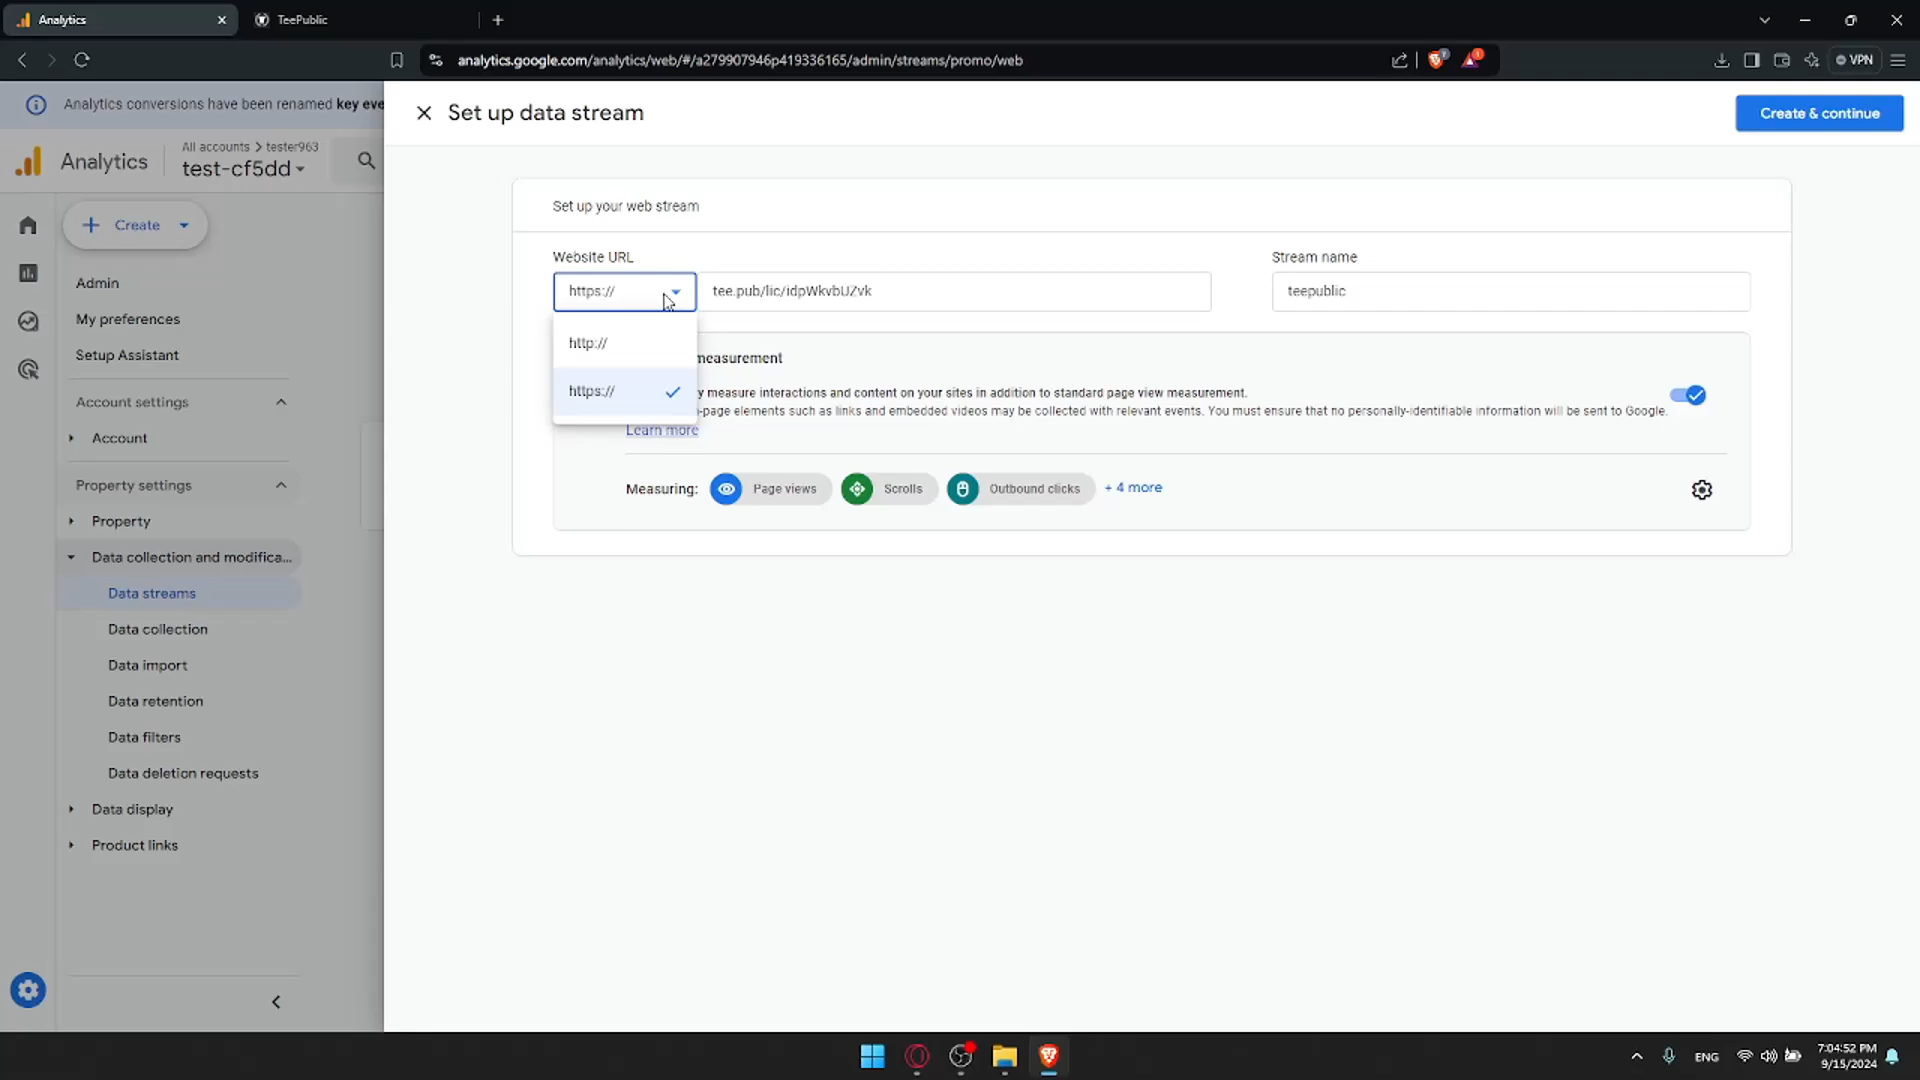 Analytics
TeePublic
analytics.google.com/analytics/web/#/a279907946p419336165/admin/streams/promo/web
VPN
Analytics conversions have been renamed key eve
Set up data stream
Create & continue
Analytics
All accounts > tester963
test-cf5dd
Create
Admin
My preferences
Setup Assistant
Account settings
Account
Property settings
Property
Data collection and modifica...
Data streams
Data collection
Data import
Data retention
Data filters
Data deletion requests
Data display
Product links
Set up your web stream
Website URL
Stream name
https://
tee.pub/lic/idpWkvbUZvk
teepublic
http://
https://
measurement
y measure interactions and content on your sites in addition to standard page view measurement.
-page elements such as links and embedded videos may be collected with relevant events. You must ensure that no personally-identifiable information will be sent to Google.
Learn more
Measuring:
Page views
Scrolls
Outbound clicks
+ 4 more
ENG
7:04:52 PM
9/15/2024